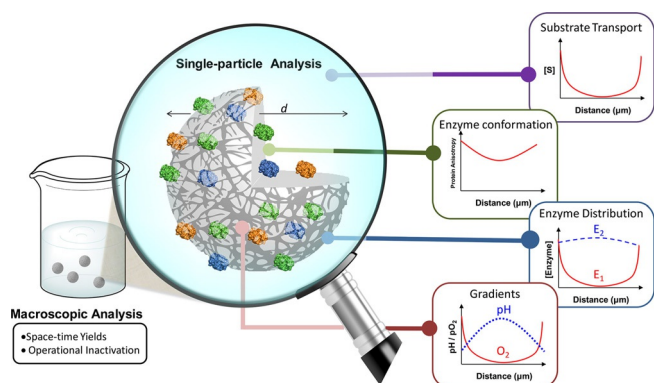 Single-particle Analysis
d
Macroscopic Analysis
●Space-time Yields
● Operational Inactivation
Substrate Transport
[S]
Distance (μm)
Enzyme conformation
Protein Anisotropy
Distance (μm)
Enzyme Distribution
E2
[Enzyme]
E1
Distance (μm)
Gradients
pH
pH / pO2
O2
Distance (μm)